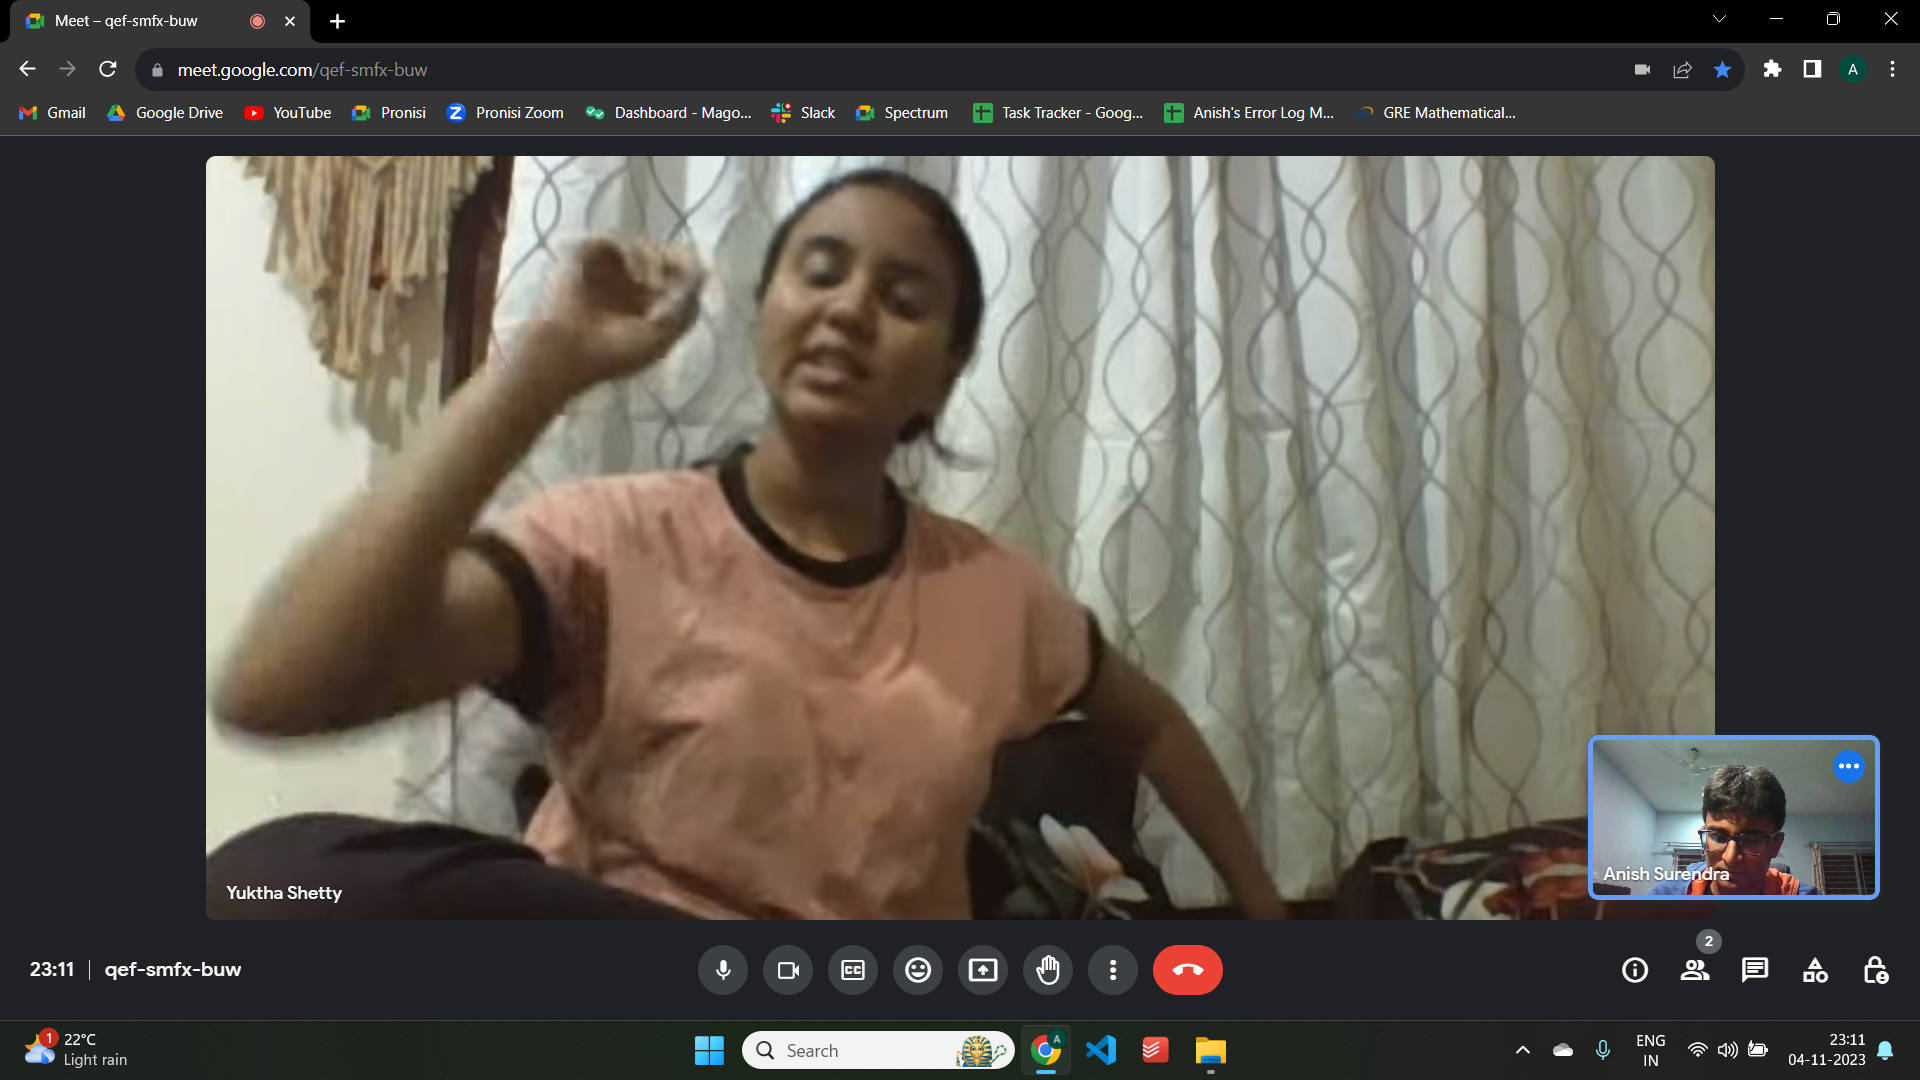 Meet – qef-smfx-buw
meet.google.com/qef-smfx-buw
A
Gmail
Google Drive
YouTube
Pronisi
Pronisi Zoom
Dashboard - Mago...
Slack
Spectrum
Task Tracker - Goog...
Anish's Error Log M...
GRE Mathematical...
Yuktha Shetty
Anish Surendra
23:11 | qef-smfx-buw
CC
2
1
22°C
Light rain
Search
A
ENG
IN
23:11
04-11-2023